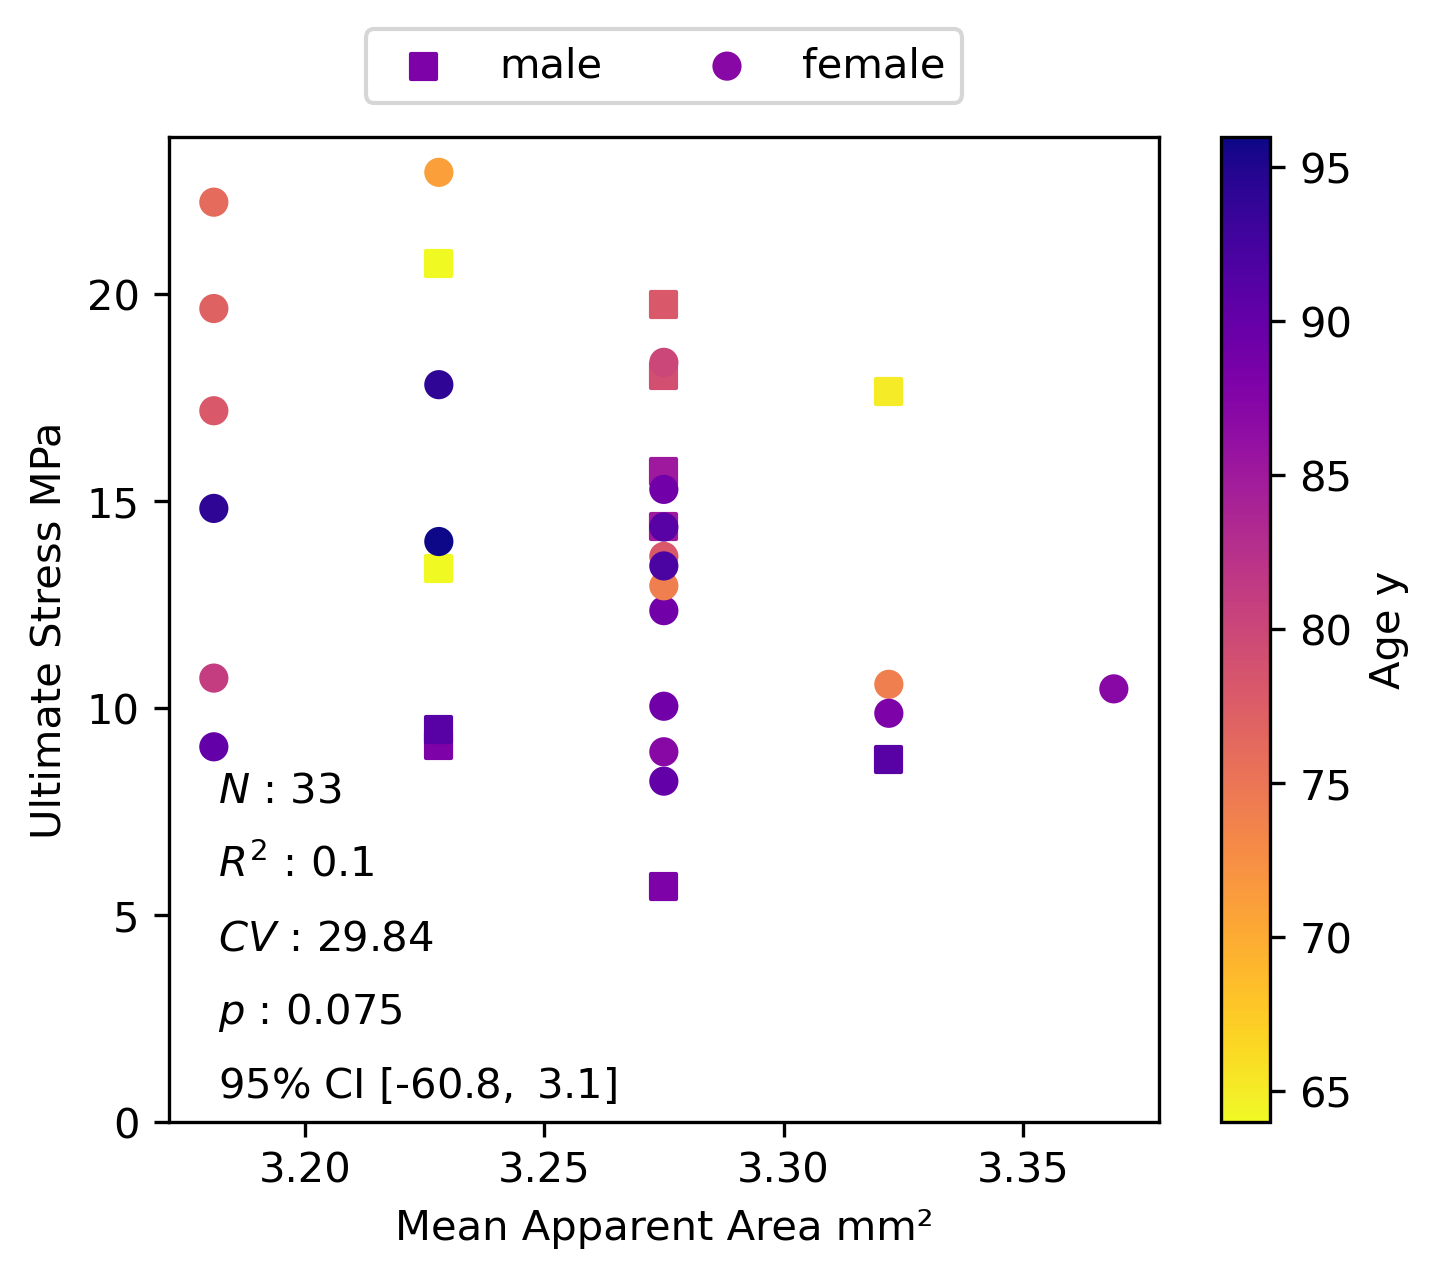 male female
20
15
10
5
0
Ultimate Stress MPa
N : 33
R² : 0.1
CV : 29.84
p : 0.075
95% CI [-60.8, 3.1]
3.20 3.25 3.30 3.35
Mean Apparent Area mm²
95
90
85
80
75
70
65
Age y